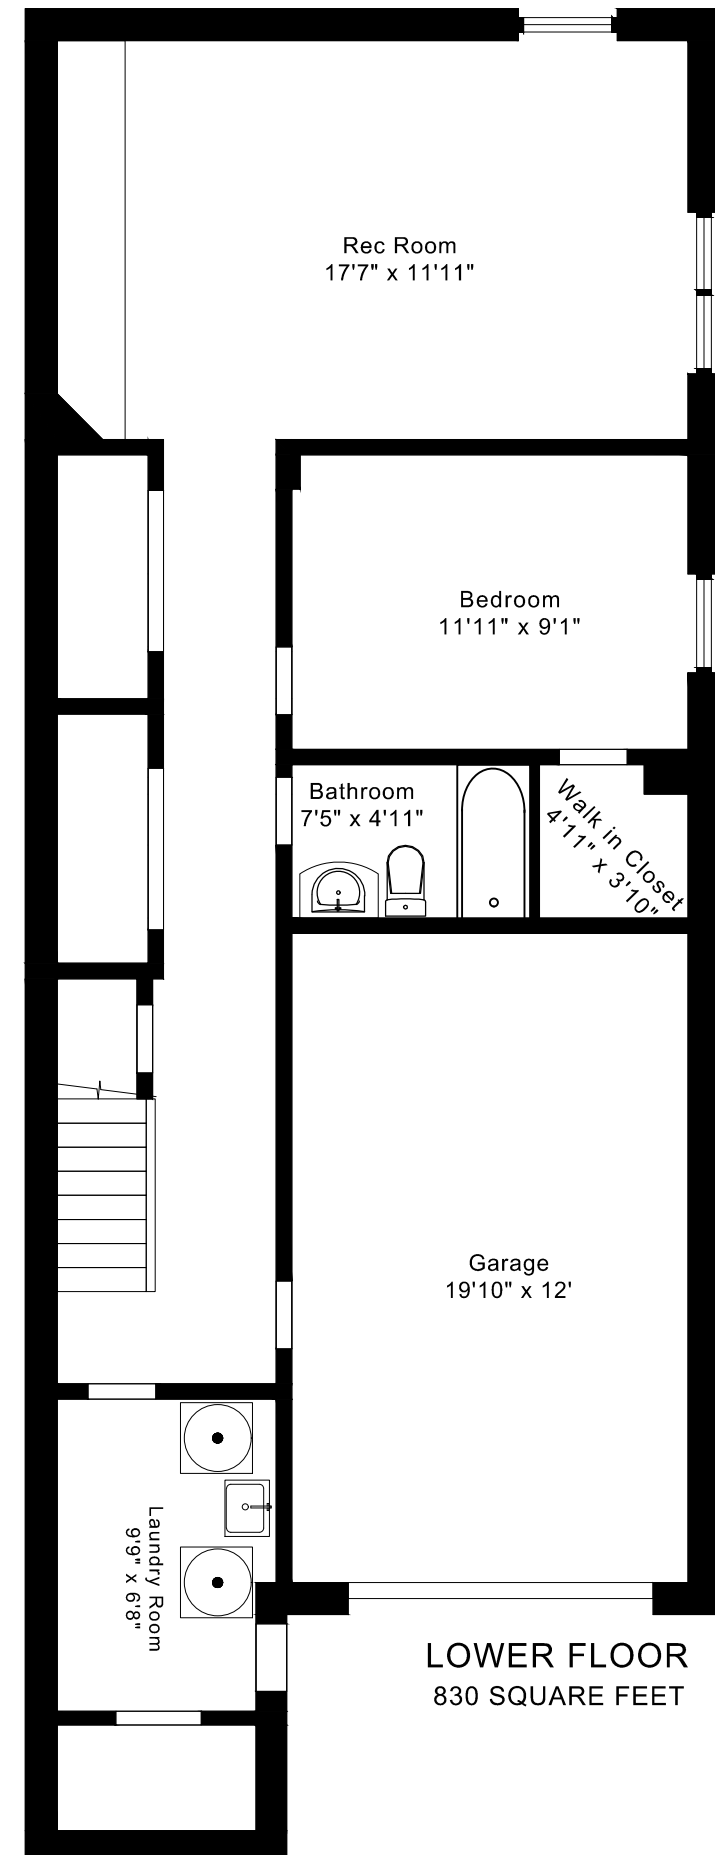 Rec Room
17'7" x 11'11"
Bedroom
11'11" x 9'1"
Bathroom
7'5" x 4'11"
Walk in Closet
4'11" x 3'10"
Garage
19'10" x 12'
Laundry Room
9'9" x 6'8"
LOWER FLOOR
830 SQUARE FEET